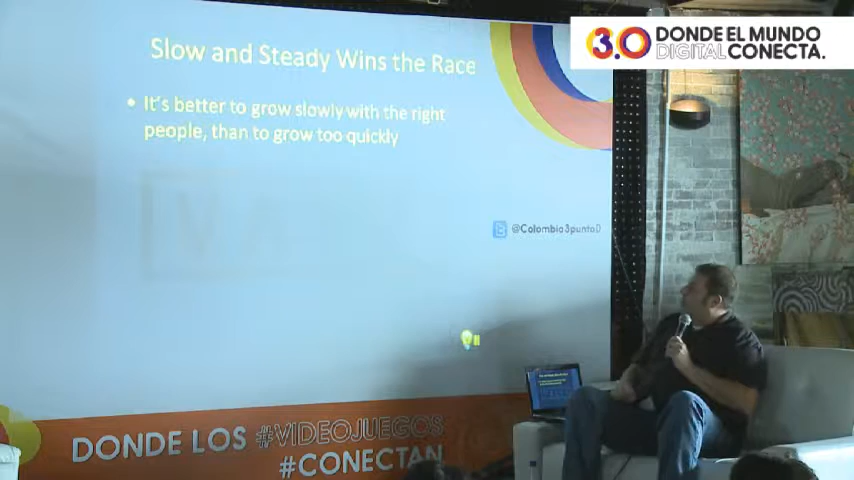 Slow and Steady Wins the Race
• It's better to grow slowly with the right
people, than to grow too quickly
3.0 DONDE EL MUNDO
DIGITAL CONECTA.
@Colombia3puntoD
DONDE LOS #VIDEOJUEGOS
#CONECTAN